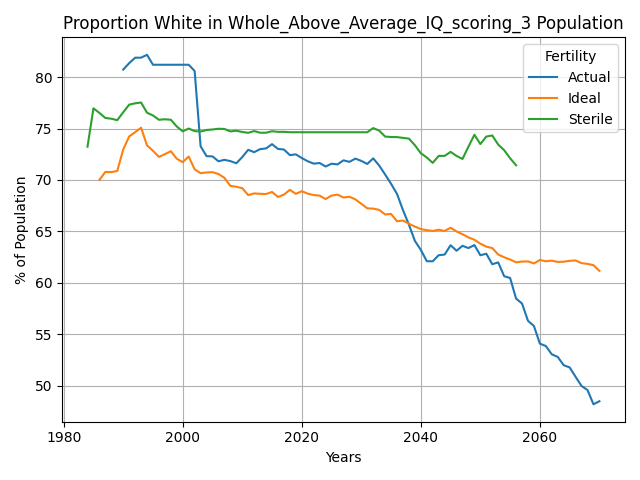 Proportion White in Whole_Above_Average_IQ_scoring_3 Population
Fertility
Actual
Ideal
Sterile
% of Population
80
75
70
65
60
55
50
1980
2000
2020
2040
2060
Years